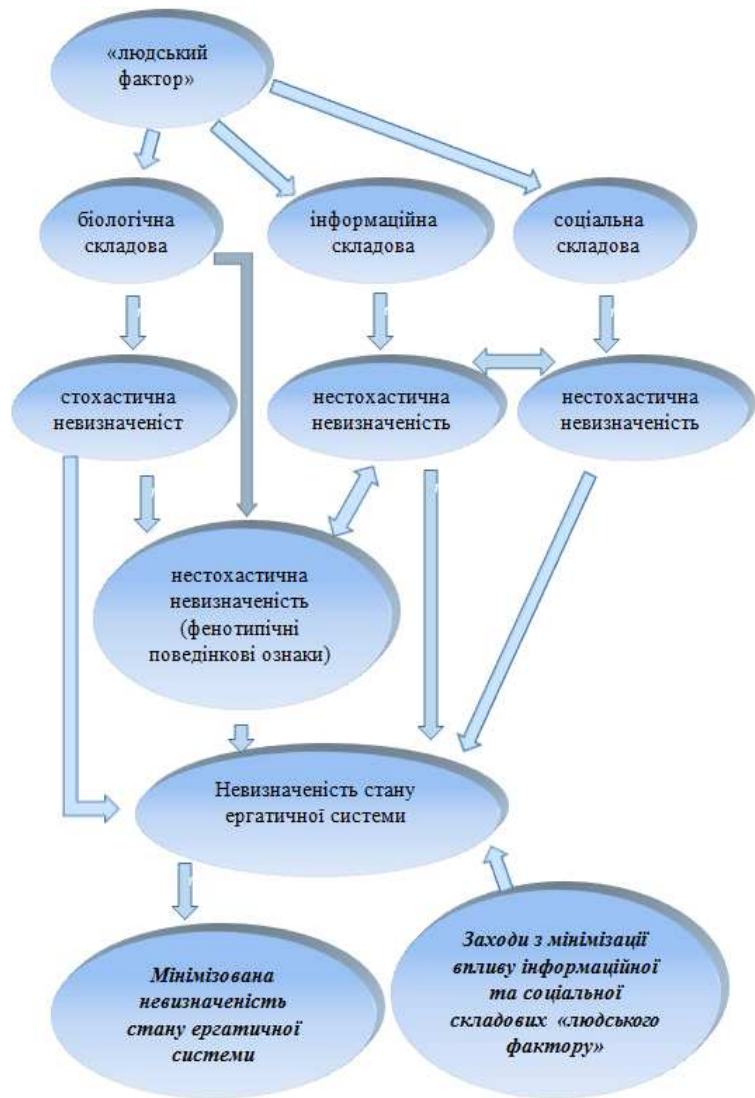 «людський
фактор»
біологічна
складова
інформаційна
складова
соціальна
складова
стохастична
невизначеніст
нестохастична
невизначеність
нестохастична
невизначеність
нестохастична
невизначеність
(фенотипічні
поведінкові ознаки)
Невизначеність стану
ергатичної системи
Мінімізована
невизначеність
стану ергатичної
системи
Заходи з мінімізації
впливу інформаційної
та соціальної
складових «людського
фактору»